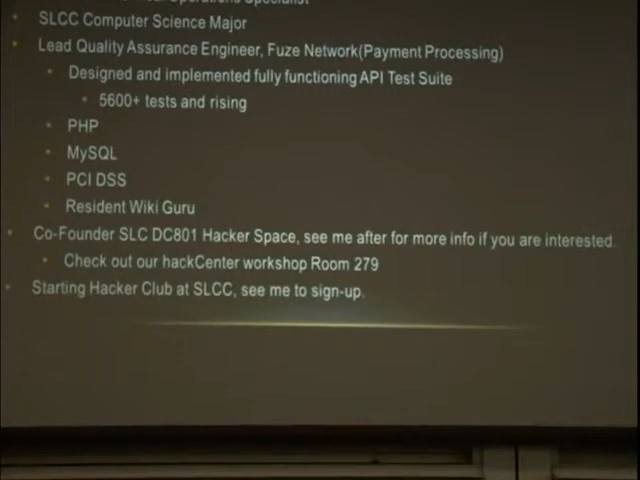 Operations Specialist
SLCC Computer Science Major
Lead Quality Assurance Engineer, Fuze Network(Payment Processing)
Designed and implemented fully functioning API Test Suite
5600+ tests and rising
PHP
MySQL
PCI DSS
Resident Wiki Guru
Co-Founder SLC DC801 Hacker Space, see me after for more info if you are interested.
Check out our hackCenter workshop Room 279
Starting Hacker Club at SLCC, see me to sign-up.